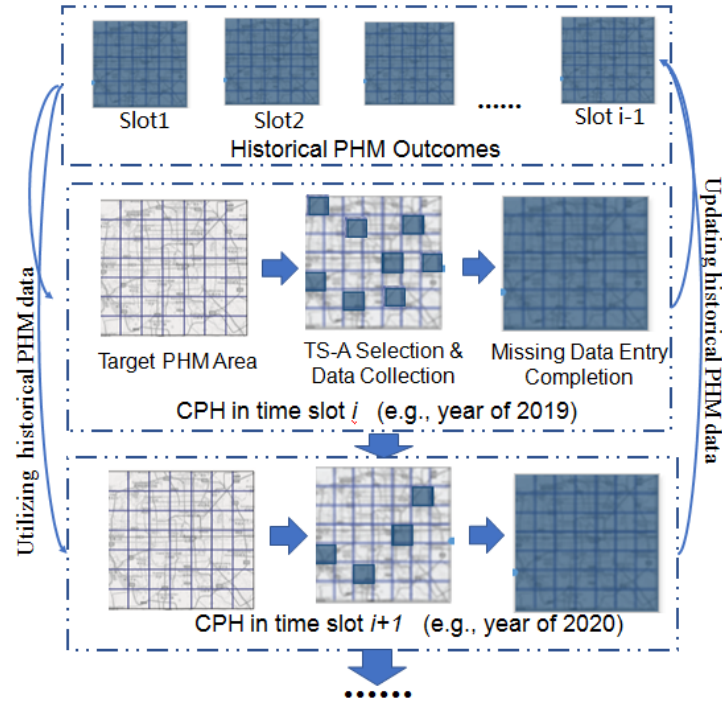 Slot1
Slot2
......
Slot i-1
Historical PHM Outcomes
Utilizing historical PHM data
Updating historical PHM data
Target PHM Area
TS-A Selection &
Data Collection
Missing Data Entry
Completion
CPH in time slot i (e.g., year of 2019)
CPH in time slot i+1 (e.g., year of 2020)
......